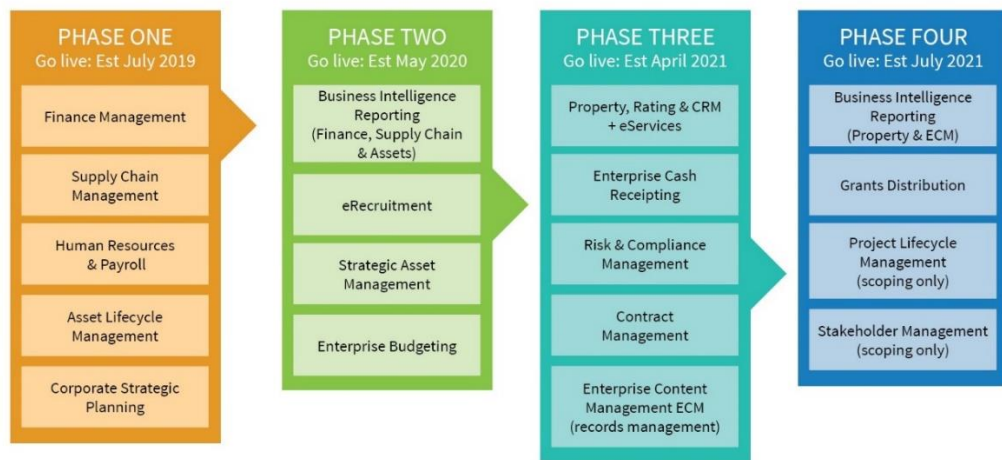 PHASE ONE
Go live: Est July 2019
Finance Management
Supply Chain
Management
Human Resources
& Payroll
Asset Lifecycle
Management
Corporate Strategic
Planning
PHASE TWO
Go live: Est May 2020
Business Intelligence
Reporting
(Finance, Supply Chain
& Assets)
eRecruitment
Strategic Asset
Management
Enterprise Budgeting
PHASE THREE
Go live: Est April 2021
Property, Rating & CRM
+ eServices
Enterprise Cash
Receipting
Risk & Compliance
Management
Contract
Management
Enterprise Content
Management ECM
(records management)
PHASE FOUR
Go live: Est July 2021
Business Intelligence
Reporting
(Property & ECM)
Grants Distribution
Project Lifecycle
Management
(scoping only)
Stakeholder Management
(scoping only)